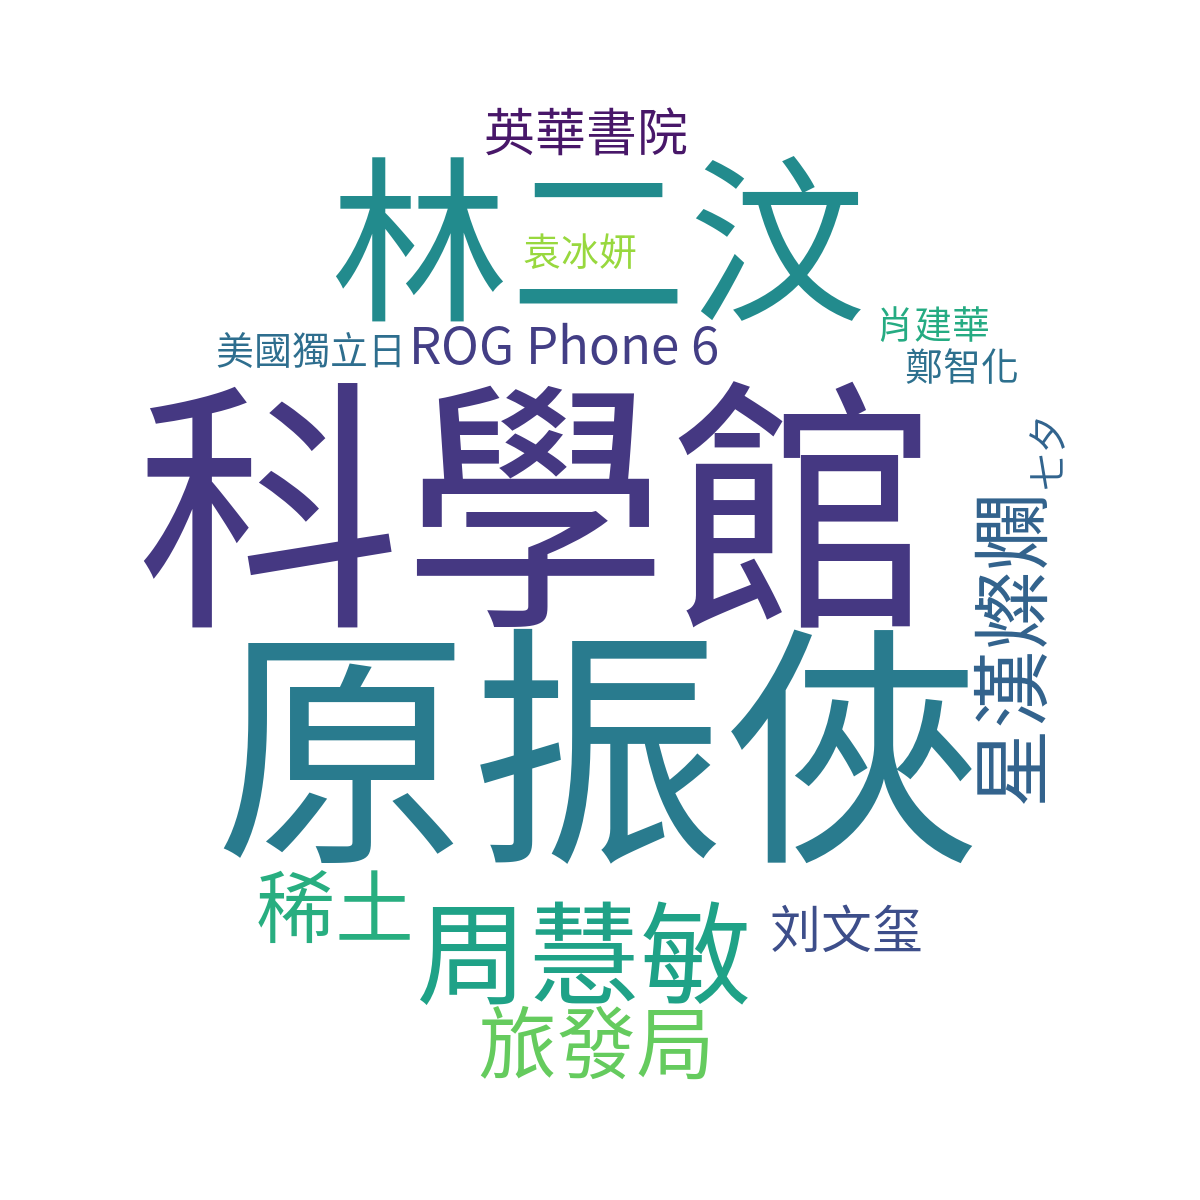 英華書院
林二汶
袁冰妍
肖建華
美國獨立日
ROG Phone 6
鄭智化
科學館
七夕
星漢燦爛
原振俠
稀土
周慧敏
刘文玺
旅發局